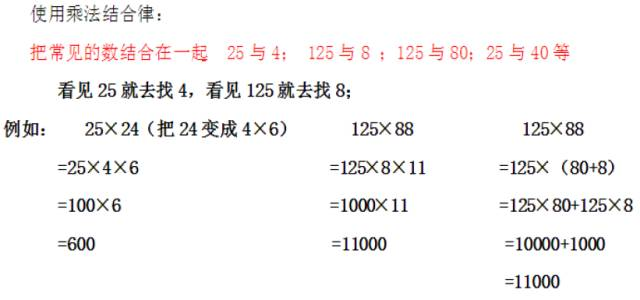 使用乘法结合律：
把常见的数结合在一起 25 与 4； 125 与 8 ；125 与 80；25 与 40 等
看见 25 就去找 4，看见 125 就去找 8；
例如： 25×24（把 24 变成 4×6） 125×88 125×88
=25×4×6 =125×8×11 =125×（80+8）
=100×6 =1000×11 =125×80+125×8
=600 =11000 =10000+1000
=11000